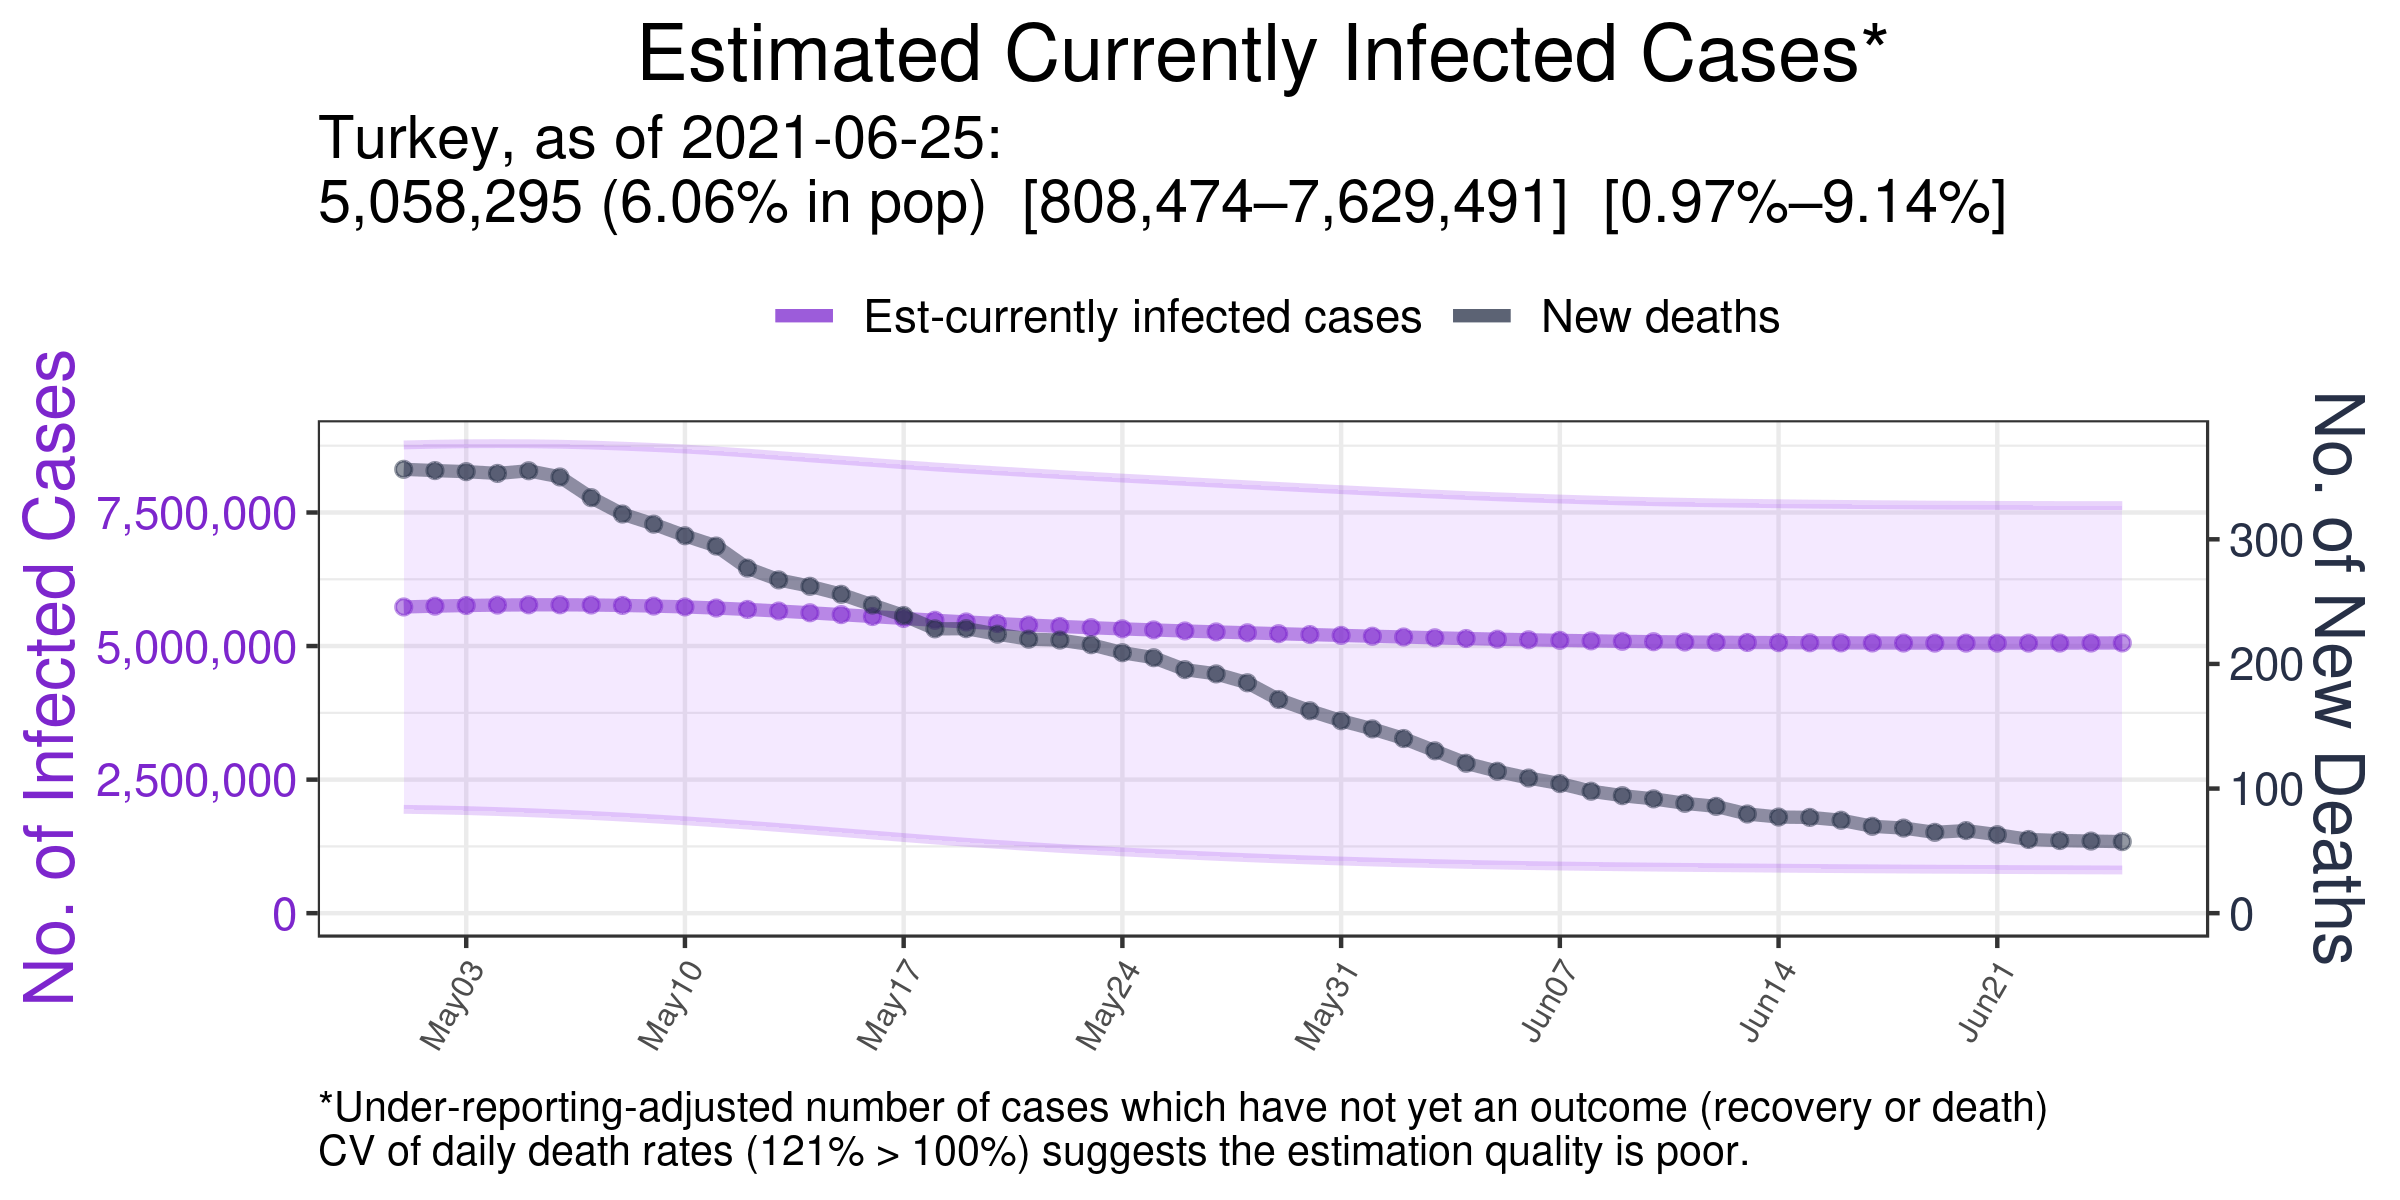 Estimated Currently Infected Cases*
Turkey, as of 2021-06-25:
5,058,295 (6.06% in pop)  [808,474–7,629,491]  [0.97%–9.14%]
Est-currently infected cases
New deaths
No. of Infected Cases
7,500,000
5,000,000
2,500,000
0
300
200
100
0
No. of New Deaths
May03
May10
May17
May24
May31
Jun07
Jun14
Jun21
*Under-reporting-adjusted number of cases which have not yet an outcome (recovery or death)
CV of daily death rates (121% > 100%) suggests the estimation quality is poor.